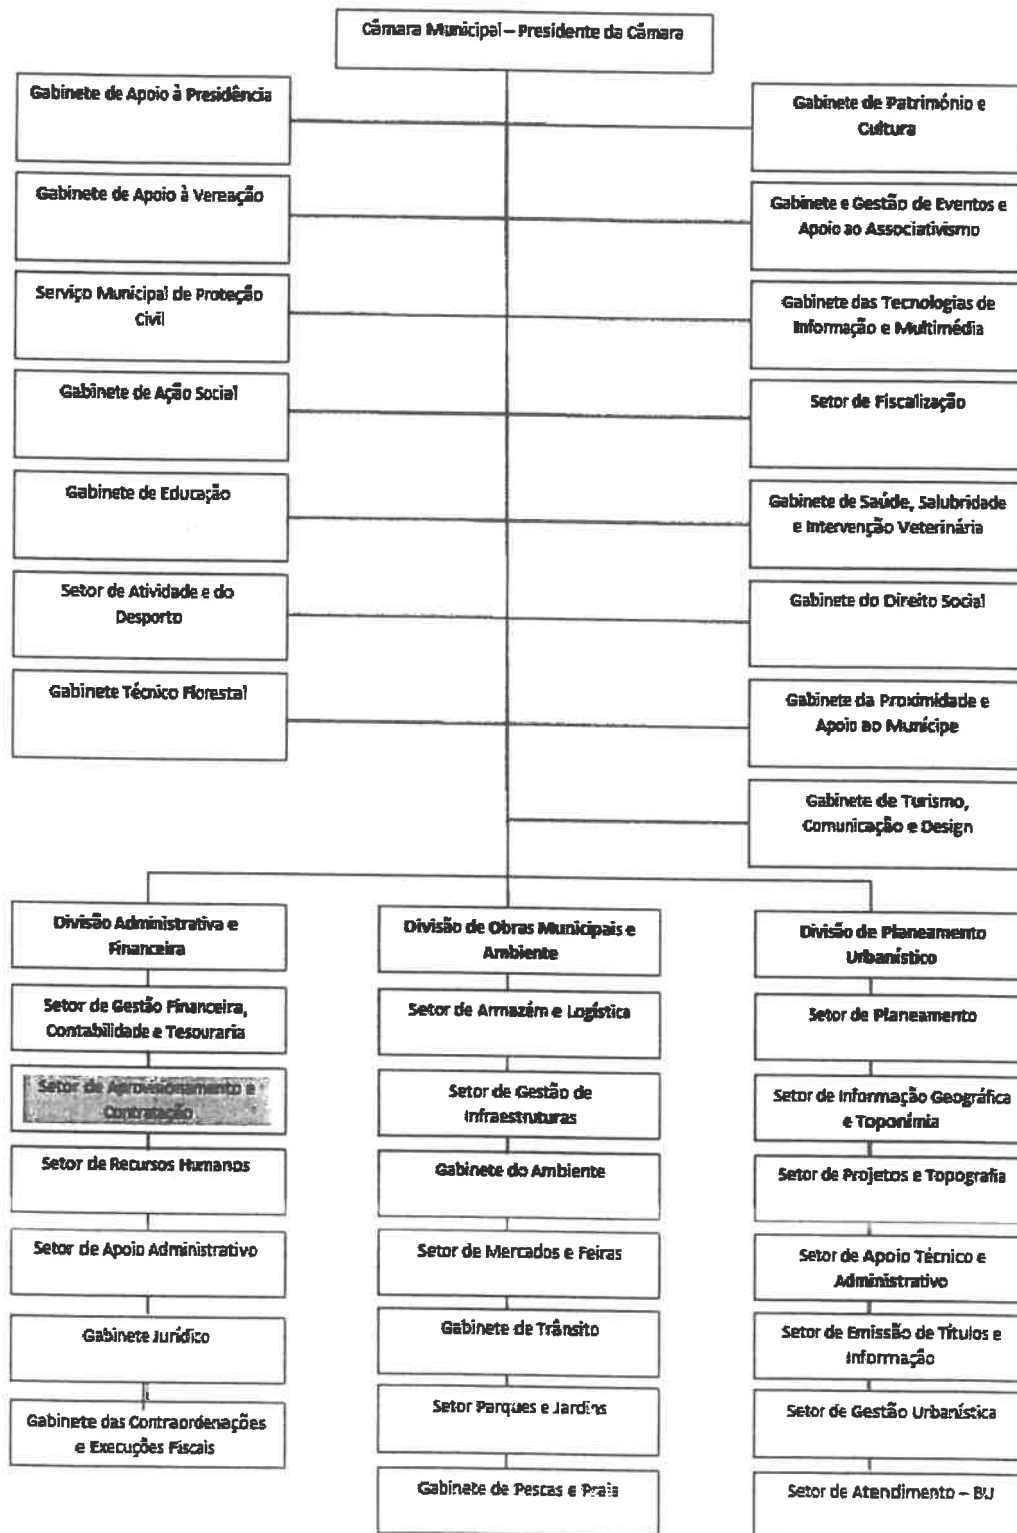 Câmara Municipal – Presidente da Câmara
Gabinete de Apoio à Presidência
Gabinete de Património e
Cultura
Gabinete de Apoio à Vereação
Gabinete e Gestão de Eventos e
Apoio ao Associativismo
Serviço Municipal de Proteção
Civil
Gabinete das Tecnologias de
Informação e Multimédia
Gabinete de Ação Social
Setor de Fiscalização
Gabinete de Educação
Gabinete de Saúde, Salubridade
e Intervenção Veterinária
Setor de Atividade e do
Desporto
Gabinete do Direito Social
Gabinete Técnico Florestal
Gabinete da Proximidade e
Apoio ao Munícipe
Gabinete de Turismo,
Comunicação e Design
Divisão Administrativa e
Financeira
Setor de Gestão Financeira,
Contabilidade e Tesouraria
Setor de Aprovisionamento e
Contratação
Setor de Recursos Humanos
Setor de Apoio Administrativo
Gabinete Jurídico
Gabinete das Contraordenações
e Execuções Fiscais
Divisão de Obras Municipais e
Ambiente
Setor de Armazém e Logística
Setor de Gestão de
Infraestruturas
Gabinete do Ambiente
Setor de Mercados e Feiras
Gabinete de Trânsito
Setor Parques e Jardins
Gabinete de Pescas e Praia
Divisão de Planeamento
Urbanístico
Setor de Planeamento
Setor de Informação Geográfica
e Toponímia
Setor de Projetos e Topografia
Setor de Apoio Técnico e
Administrativo
Setor de Emissão de Títulos e
Informação
Setor de Gestão Urbanística
Setor de Atendimento – BU